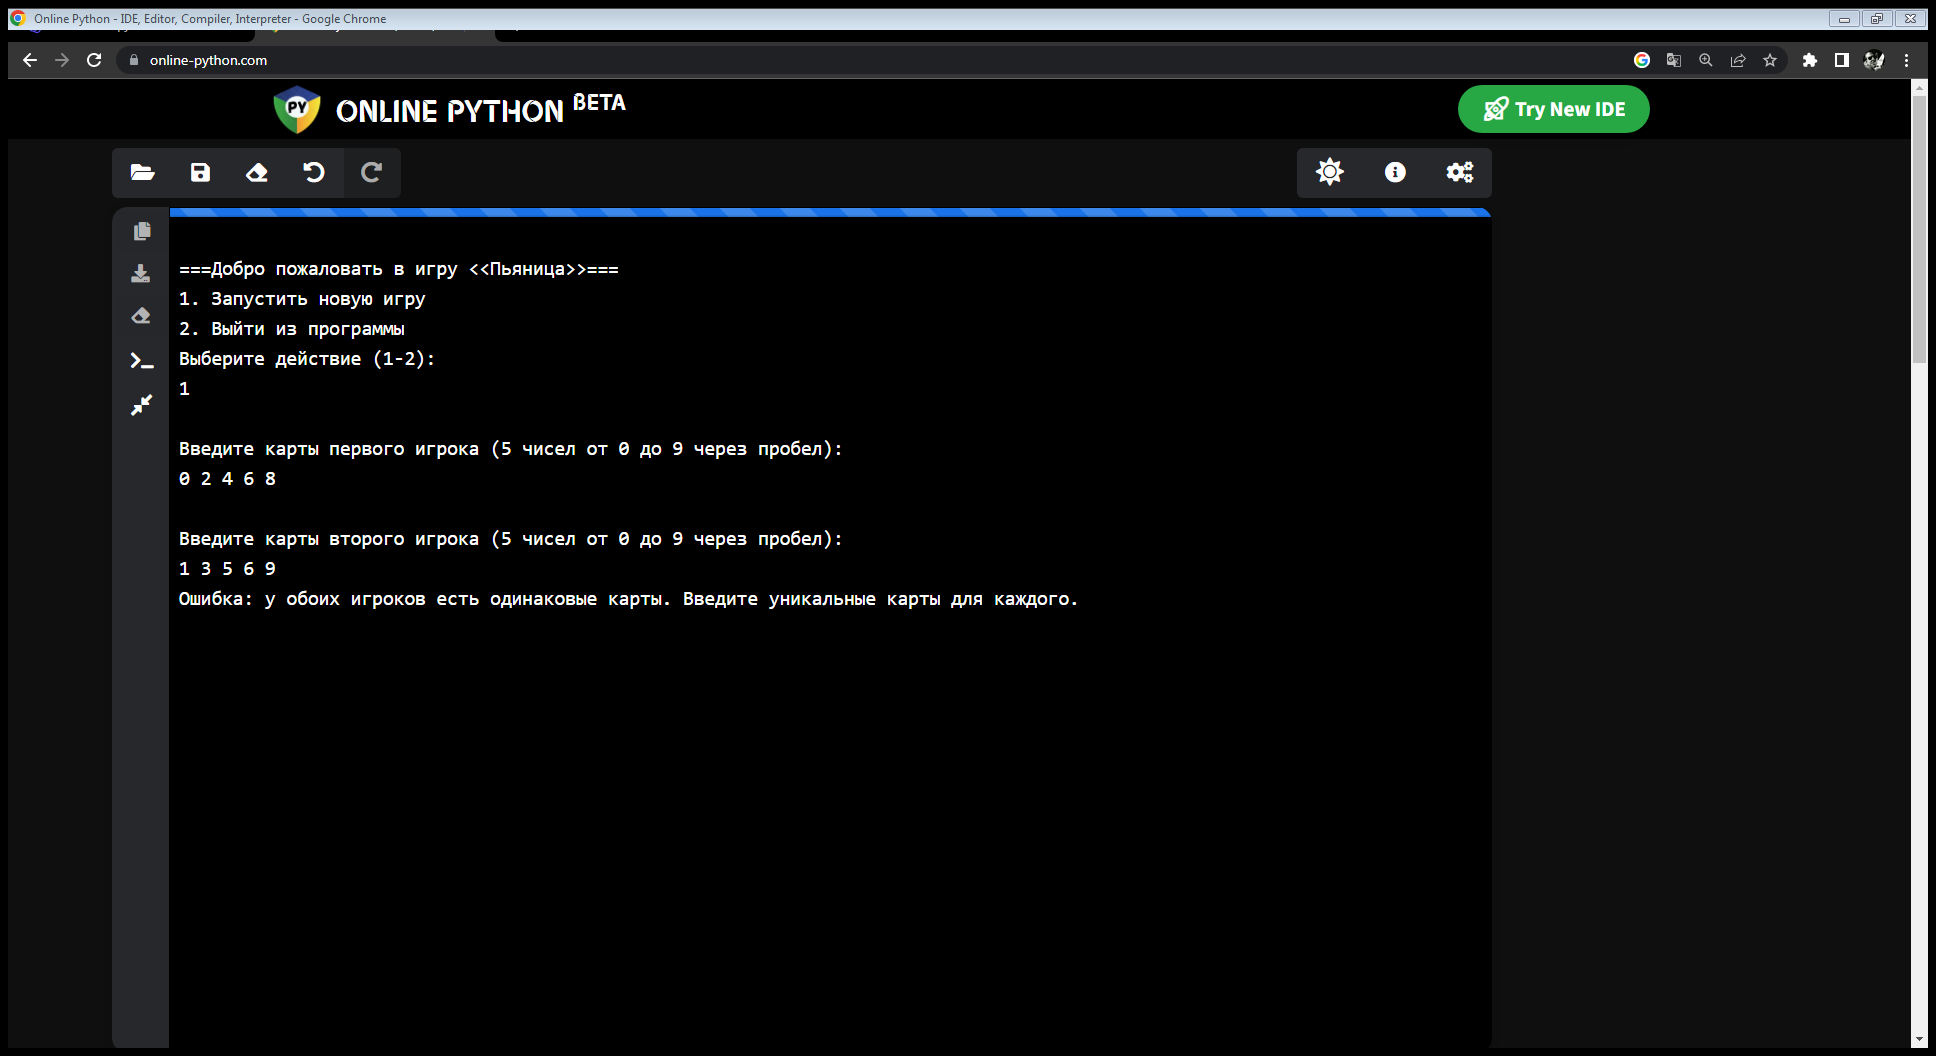 Online Python - IDE, Editor, Compiler, Interpreter - Google Chrome
online-python.com
PY
ONLINE PYTHON BETA
Try New IDE
===Добро пожаловать в игру <<Пьяница>>===
1. Запустить новую игру
2. Выйти из программы
Выберите действие (1-2):
1
Введите карты первого игрока (5 чисел от 0 до 9 через пробел):
0 2 4 6 8
Введите карты второго игрока (5 чисел от 0 до 9 через пробел):
1 3 5 6 9
Ошибка: у обоих игроков есть одинаковые карты. Введите уникальные карты для каждого.